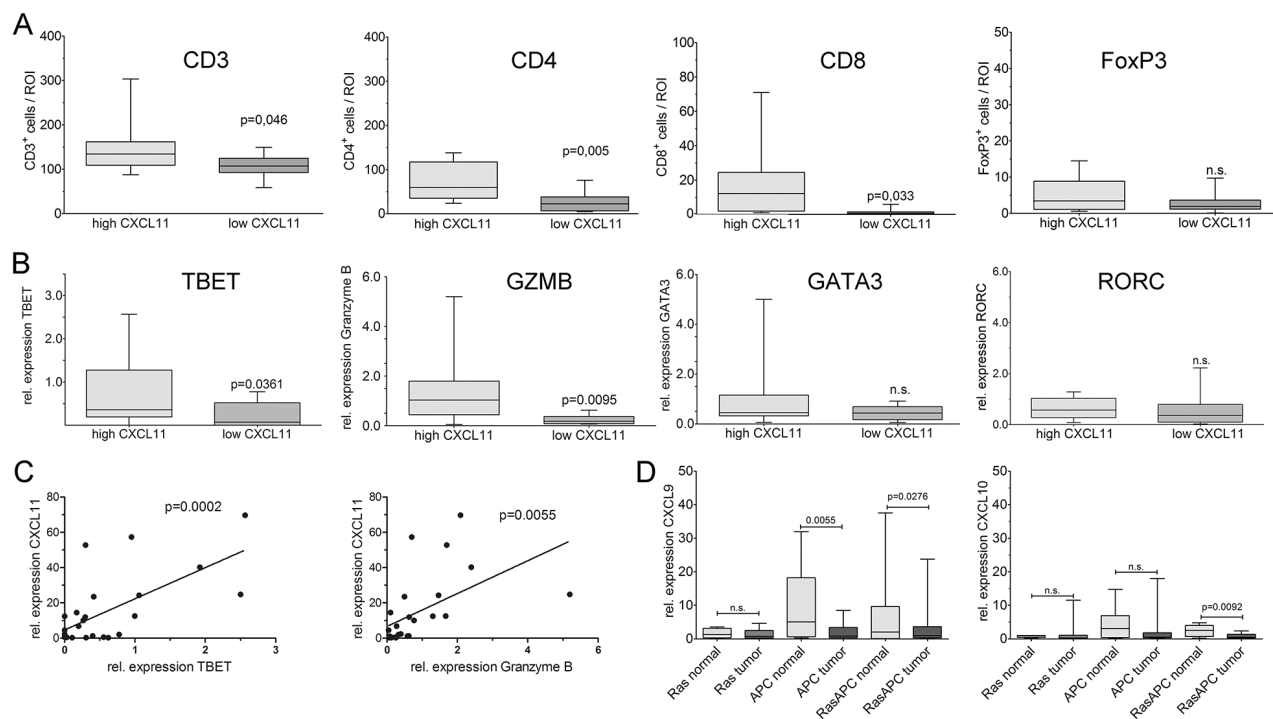 A
CD3
CD3+ cells / ROI
400
300
200
100
0
p=0,046
high CXCL11
low CXCL11
CD4
CD4+ cells / ROI
400
300
400
100
0
p=0,005
high CXCL11
low CXCL11
CD8
CD8+ cells / ROI
100
80
60
40
20
0
p=0,033
high CXCL11
low CXCL11
FoxP3
FoxP3+ cells / ROI
50
40
30
20
10
0
n.s.
high CXCL11
low CXCL11
B
TBET
rel. expression TBET
3.0
2.0
1.0
p=0.0361
high CXCL11
low CXCL11
GZMB
rel. expression Granzyme B
6.0
4.0
2.0
0.0
p=0.0095
high CXCL11
low CXCL11
GATA3
rel. expression GATA3
6.0
4.0
2.0
0.0
n.s.
high CXCL11
low CXCL11
RORC
rel. expression RORC
6.0
4.0
2.0
0.0
n.s.
high CXCL11
low CXCL11
C
rel. expression CXCL11
80
60
40
20
0
p=0.0002
0
1
2
3
rel. expression TBET
rel. expression CXCL11
80
60
40
20
0
p=0.0055
0
2
4
6
rel. expression Granzyme B
D
rel. expression CXCL9
50
40
30
20
10
0
n.s.
0.0055
p=0.0276
Ras normal
Ras tumor
APC normal
APC tumor
RasAPC normal
RasAPC tumor
rel. expression CXCL10
50
40
30
20
10
0
n.s.
n.s.
p=0.0092
Ras normal
Ras tumor
APC normal
APC tumor
RasAPC normal
RasAPC tumor